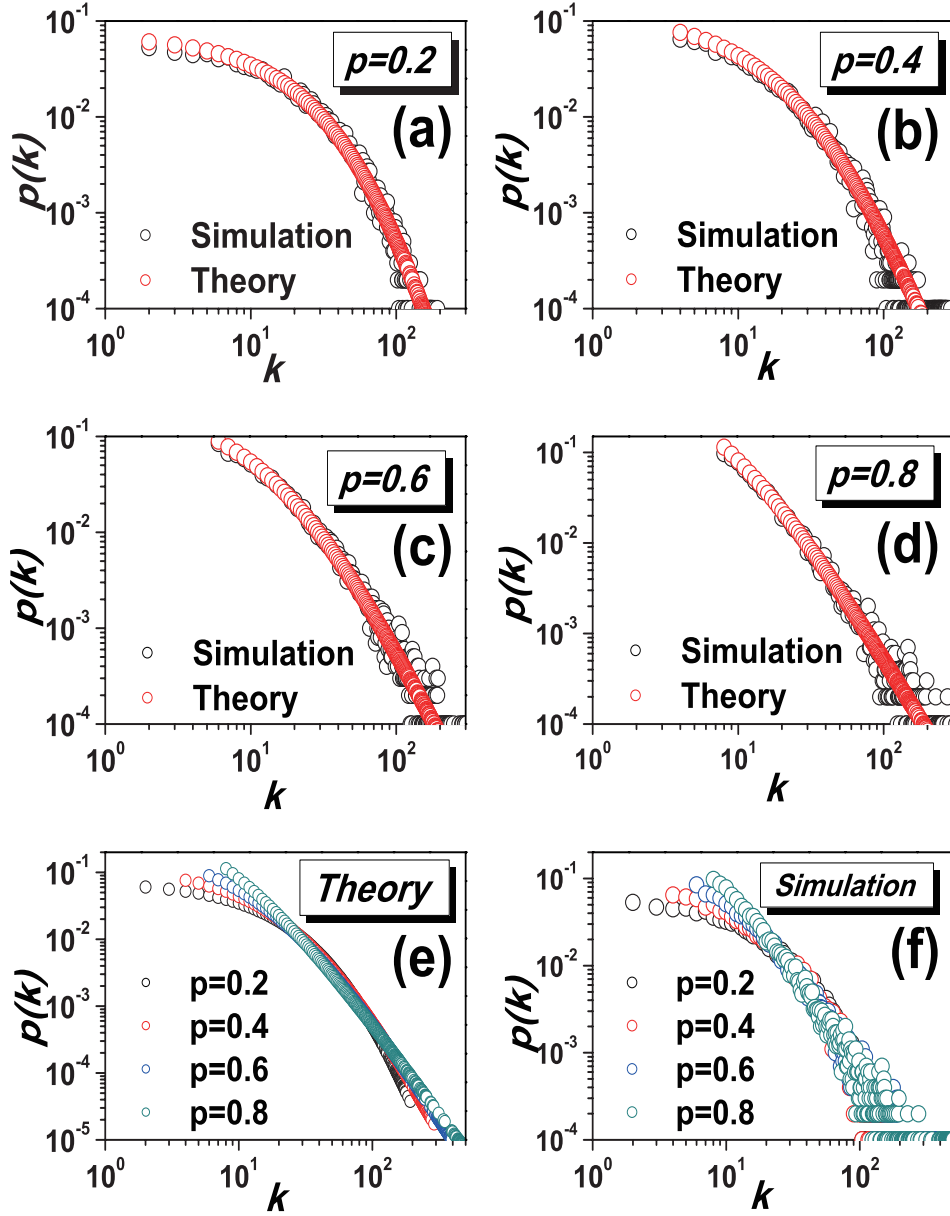 10^-1
10^-2
10^-3
10^-4
p(k)
p=0.2
(a)
Simulation
Theory
10^0
10^1
10^2
k
10^-1
10^-2
10^-3
10^-4
p(k)
p=0.4
(b)
Simulation
Theory
10^0
10^1
10^2
k
10^-1
10^-2
10^-3
10^-4
p(k)
p=0.6
(c)
Simulation
Theory
10^0
10^1
10^2
k
10^-1
10^-2
10^-3
10^-4
p(k)
p=0.8
(d)
Simulation
Theory
10^0
10^1
10^2
k
10^-1
10^-2
10^-3
10^-4
10^-5
p(k)
Theory
(e)
p=0.2
p=0.4
p=0.6
p=0.8
10^0
10^1
10^2
k
10^-1
10^-2
10^-3
10^-4
p(k)
Simulation
(f)
p=0.2
p=0.4
p=0.6
p=0.8
10^0
10^1
10^2
k